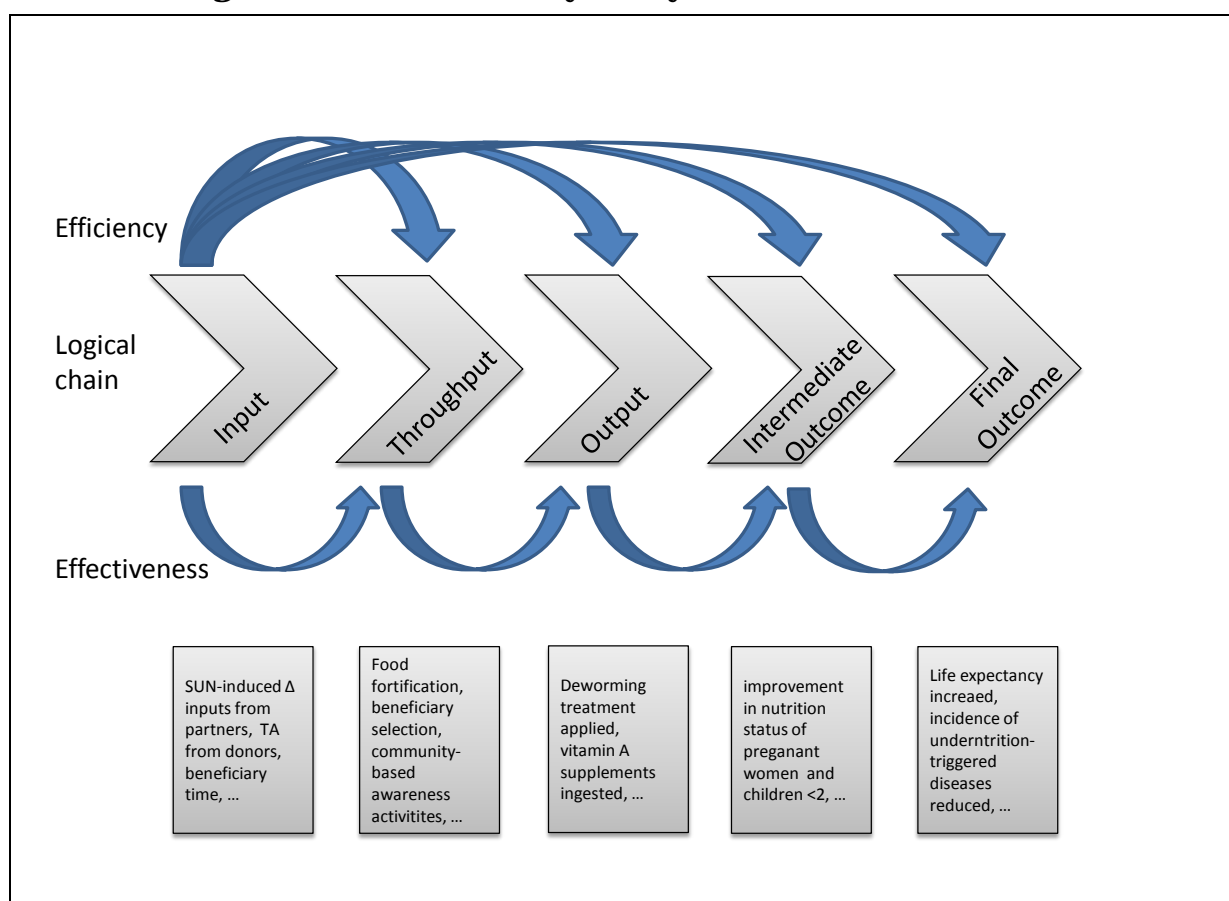 Efficiency
Logical
chain
Input
Throughput
Output
Intermediate
Outcome
Final
Outcome
Effectiveness
SUN-induced Δ
inputs from
partners, TA
from donors,
beneficiary
time, ...
Food
fortification,
beneficiary
selection,
community-
based
awareness
activitites, ...
Deworming
treatment
applied,
vitamin A
supplements
ingested, ...
improvement
in nutrition
status of
preganant
women and
children <2, ...
Life expectancy
increaed,
incidence of
underntrition-
triggered
diseases
reduced, ...